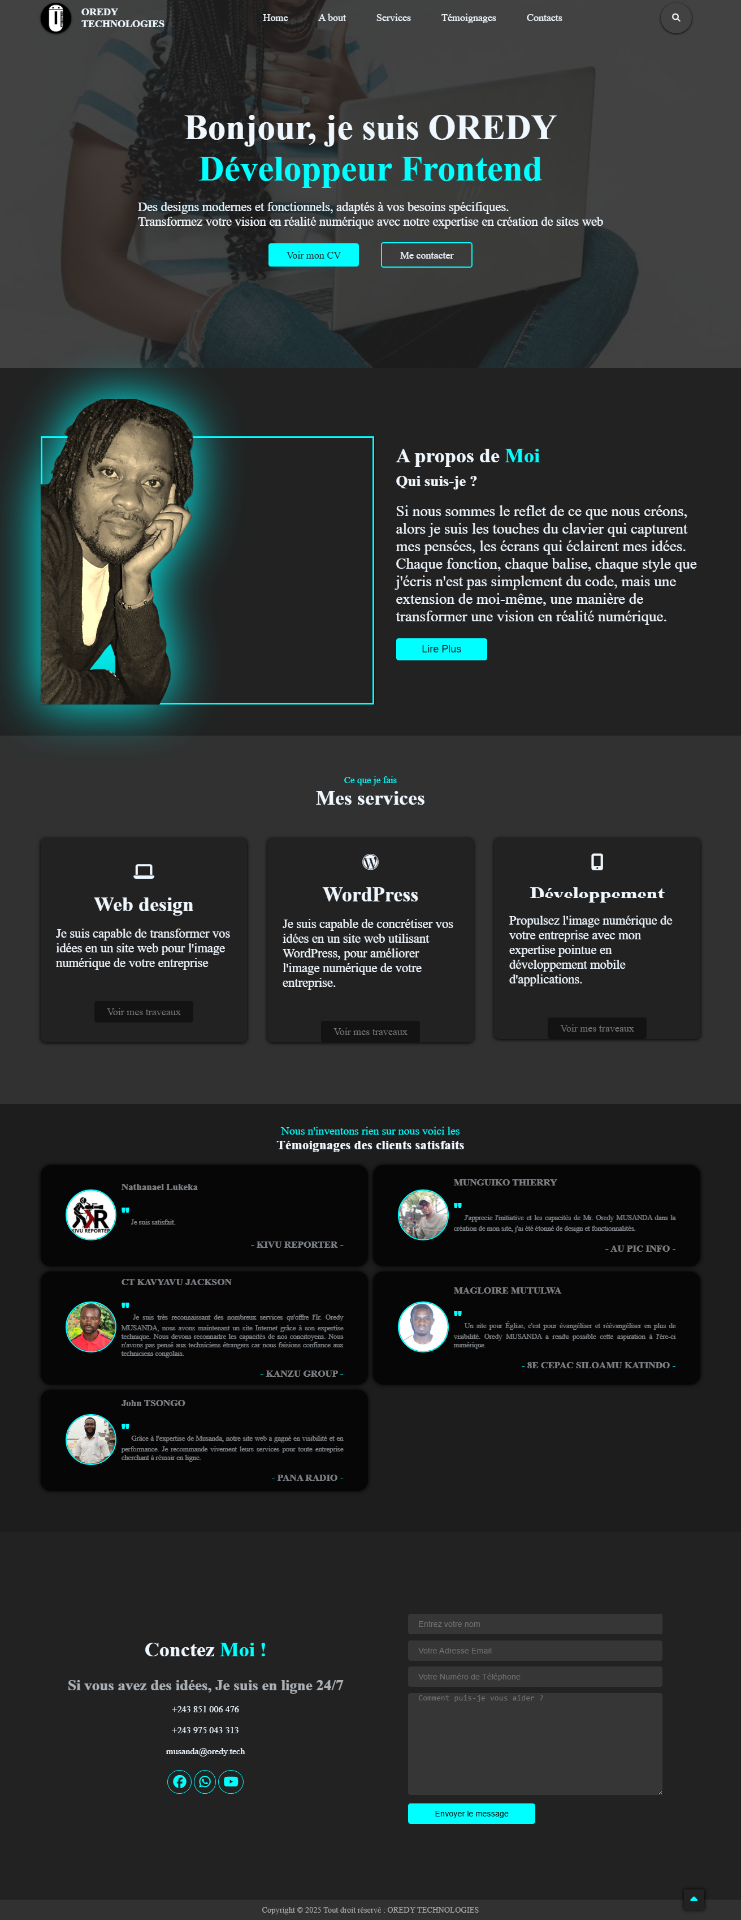 OREDY
TECHNOLOGIES
Home
A bout
Services
Témoignages
Contacts
Bonjour, je suis OREDY
Développeur Frontend
Des designs modernes et fonctionnels, adaptés à vos besoins spécifiques.
Transformez votre vision en réalité numérique avec notre expertise en création de sites web
Voir mon CV
Me contacter
A propos de Moi
Qui suis-je ?
Si nous sommes le reflet de ce que nous créons,
alors je suis les touches du clavier qui capturent
mes pensées, les écrans qui éclairent mes idées.
Chaque fonction, chaque balise, chaque style que
j'écris n'est pas simplement du code, mais une
extension de moi-même, une manière de
transformer une vision en réalité numérique.
Lire Plus
Ce que je fais
Mes services
Web design
Je suis capable de transformer vos
idées en un site web pour l'image
numérique de votre entreprise
Voir mes traveaux
WordPress
Je suis capable de concrétiser vos
idées en un site web utilisant
WordPress, pour améliorer
l'image numérique de votre
entreprise.
Voir mes traveaux
Développement
Propulsez l'image numérique de
votre entreprise avec mon
expertise pointue en
développement mobile
d'applications.
Voir mes traveaux
Nous n'inventons rien sur nous voici les
Témoignages des clients satisfaits
Nathanael Lukeka
KIVU REPORTER
"
Je suis satisfait.
- KIVU REPORTER -
MUNGUIKO THIERRY
"
J'apprecie l'initiative et les capacités de Mr. Oredy MUSANDA dans la
création de mon site, j'ai été étonné de design et fonctionnalités.
- AU PIC INFO -
CT KAVYAVU JACKSON
"
Je suis très reconnaissant des nombreux services qu'offre l'Ir. Oredy
MUSANDA, nous avons maintenant un site Internet grâce à son expertise
technique. Nous devons reconnaitre les capacités de nos concitoyens. Nous
n'avons pas pensé aux techniciens étrangers car nous faisions confiance aux
techniciens congolais.
- KANZU GROUP -
MAGLOIRE MUTULWA
"
Un site pour Église, c'est pour évangéliser et réévangéliser en plus de
visibilité. Oredy MUSANDA a rendu possible cette aspiration à l'ère-ci
numérique.
- 8E CEPAC SILOAMU KATINDO -
John TSONGO
"
Grâce à l'expertise de Musanda, notre site web a gagné en visibilité et en
performance. Je recommande vivement leurs services pour toute entreprise
cherchant à réussir en ligne.
- PANA RADIO -
Conctez Moi !
Si vous avez des idées, Je suis en ligne 24/7
+243 851 006 476
+243 975 043 313
musanda@oredy.tech
Entrez votre nom
Votre Adresse Email
Votre Numéro de Téléphone
Comment puis-je vous aider ?
Envoyer le message
Copyright © 2025 Tout droit réservé . OREDY TECHNOLOGIES